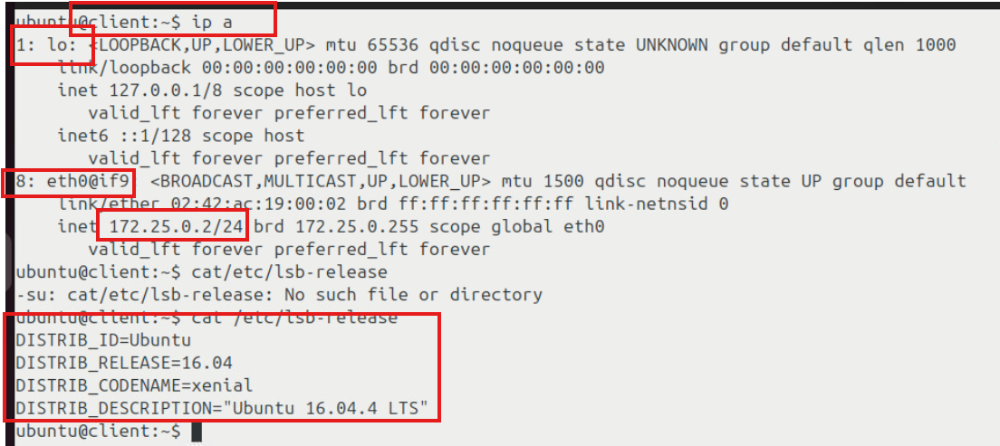 ubuntu@client:~$ ip a
1: lo: <LOOPBACK,UP,LOWER_UP> mtu 65536 qdisc noqueue state UNKNOWN group default qlen 1000
link/loopback 00:00:00:00:00:00 brd 00:00:00:00:00:00
inet 127.0.0.1/8 scope host lo
valid_lft forever preferred_lft forever
inet6 ::1/128 scope host
valid_lft forever preferred_lft forever
8: eth0@if9 <BROADCAST,MULTICAST,UP,LOWER_UP> mtu 1500 qdisc noqueue state UP group default
link/ether 02:42:ac:19:00:02 brd ff:ff:ff:ff:ff:ff link-netnsid 0
inet 172.25.0.2/24 brd 172.25.0.255 scope global eth0
valid_lft forever preferred_lft forever
ubuntu@client:~$ cat/etc/lsb-release
-su: cat/etc/lsb-release: No such file or directory
ubuntu@client:~$ cat /etc/lsb-release
DISTRIB_ID=Ubuntu
DISTRIB_RELEASE=16.04
DISTRIB_CODENAME=xenial
DISTRIB_DESCRIPTION="Ubuntu 16.04.4 LTS"
ubuntu@client:~$